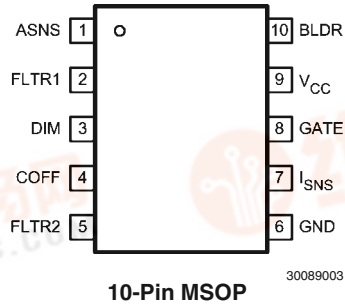 ASNS 1 10 BLDR
FLTR1 2 9 VCC
DIM 3 8 GATE
COFF 4 7 ISNS
FLTR2 5 6 GND
30089003
10-Pin MSOP